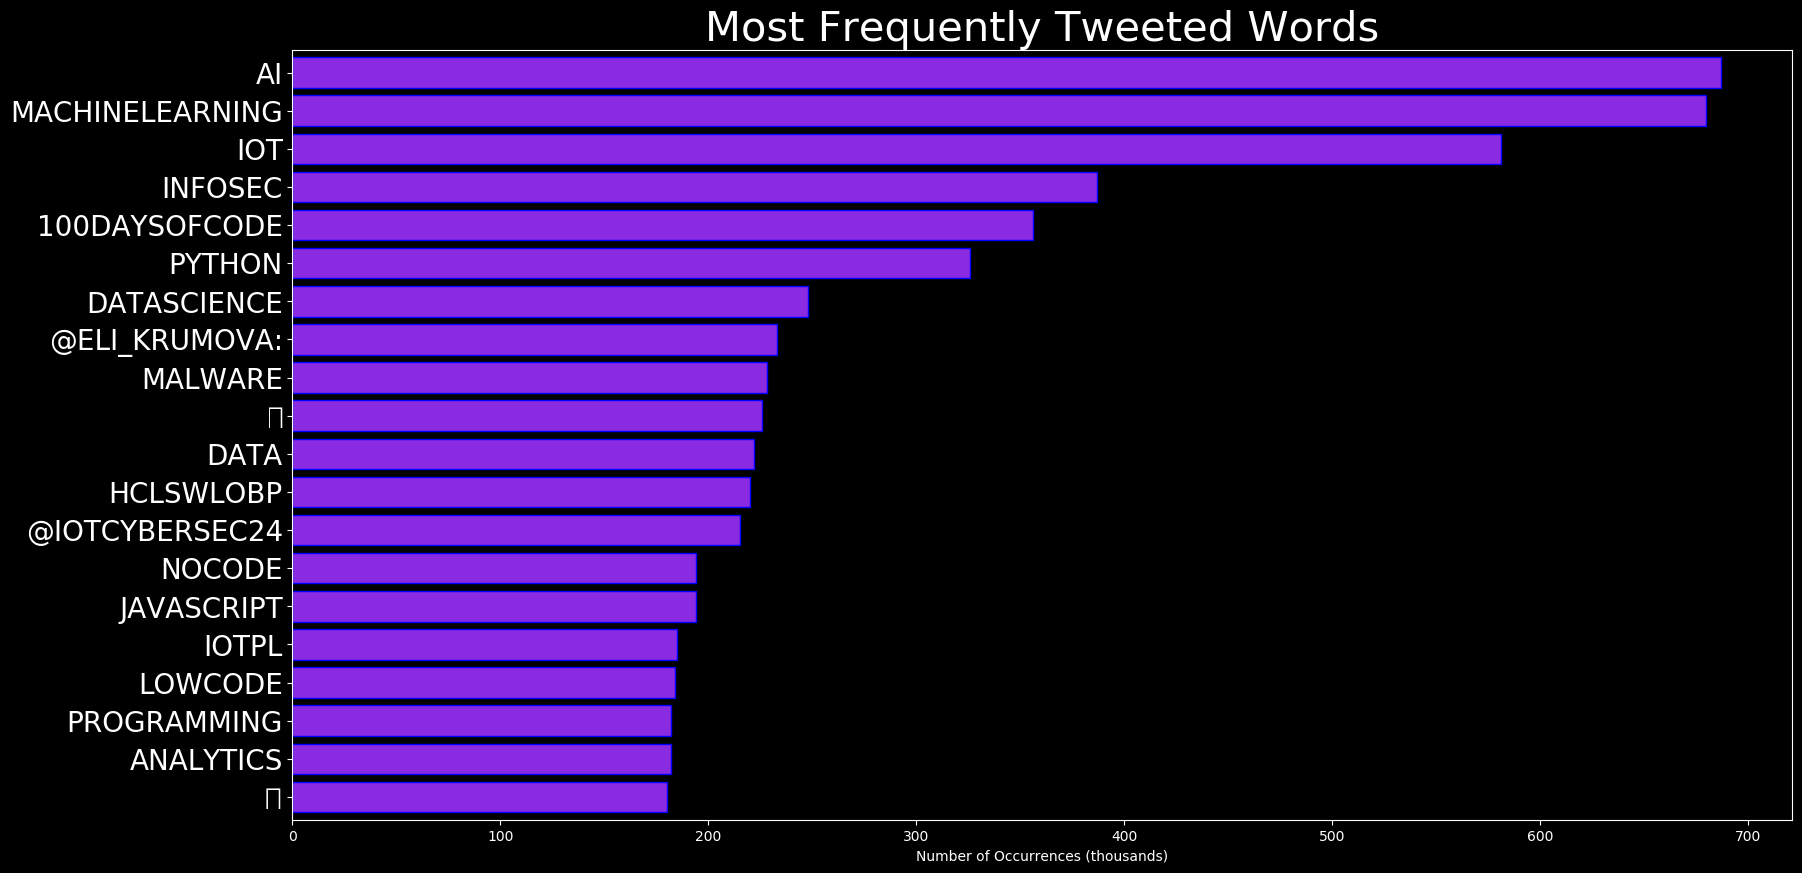 Most Frequently Tweeted Words
AI
MACHINELEARNING
IOT
INFOSEC
100DAYSOFCODE
PYTHON
DATASCIENCE
@ELI_KRUMOVA:
MALWARE
DATA
HCLSWLOBP
@IOTCYBERSEC24
NOCODE
JAVASCRIPT
IOTPL
LOWCODE
PROGRAMMING
ANALYTICS
0 100 200 300 400 500 600 700
Number of Occurrences (thousands)